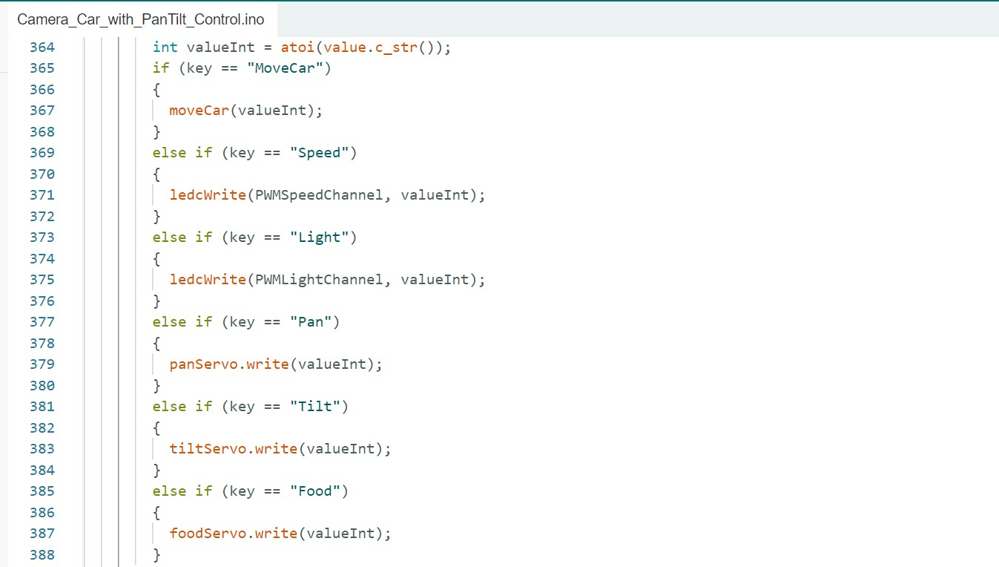 Camera_Car_with_PanTilt_Control.ino
364 int valueInt = atoi(value.c_str());
365 if (key == "MoveCar")
366 {
367 moveCar(valueInt);
368 }
369 else if (key == "Speed")
370 {
371 ledcWrite(PWMSpeedChannel, valueInt);
372 }
373 else if (key == "Light")
374 {
375 ledcWrite(PWMLightChannel, valueInt);
376 }
377 else if (key == "Pan")
378 {
379 panServo.write(valueInt);
380 }
381 else if (key == "Tilt")
382 {
383 tiltServo.write(valueInt);
384 }
385 else if (key == "Food")
386 {
387 foodServo.write(valueInt);
388 }